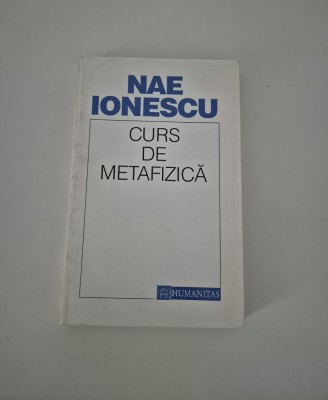 NAE
IONESCU
CURS
DE
METAFIZICĂ
HUMANITAS